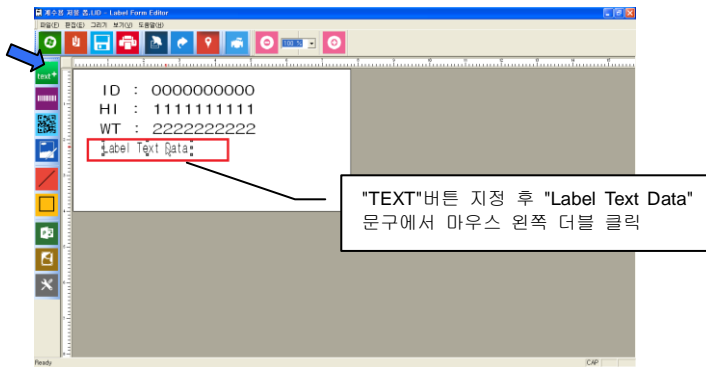 계수형 저장 폼.LID - Label Form Editor
파일(F) 편집(E) 그리기 보기(V) 도움말(H)
100 %
text+
ID : 0000000000
HI : 1111111111
WT : 2222222222
Label Text Data
"TEXT"버튼 지정 후 "Label Text Data"
문구에서 마우스 왼쪽 더블 클릭
Ready
CAP